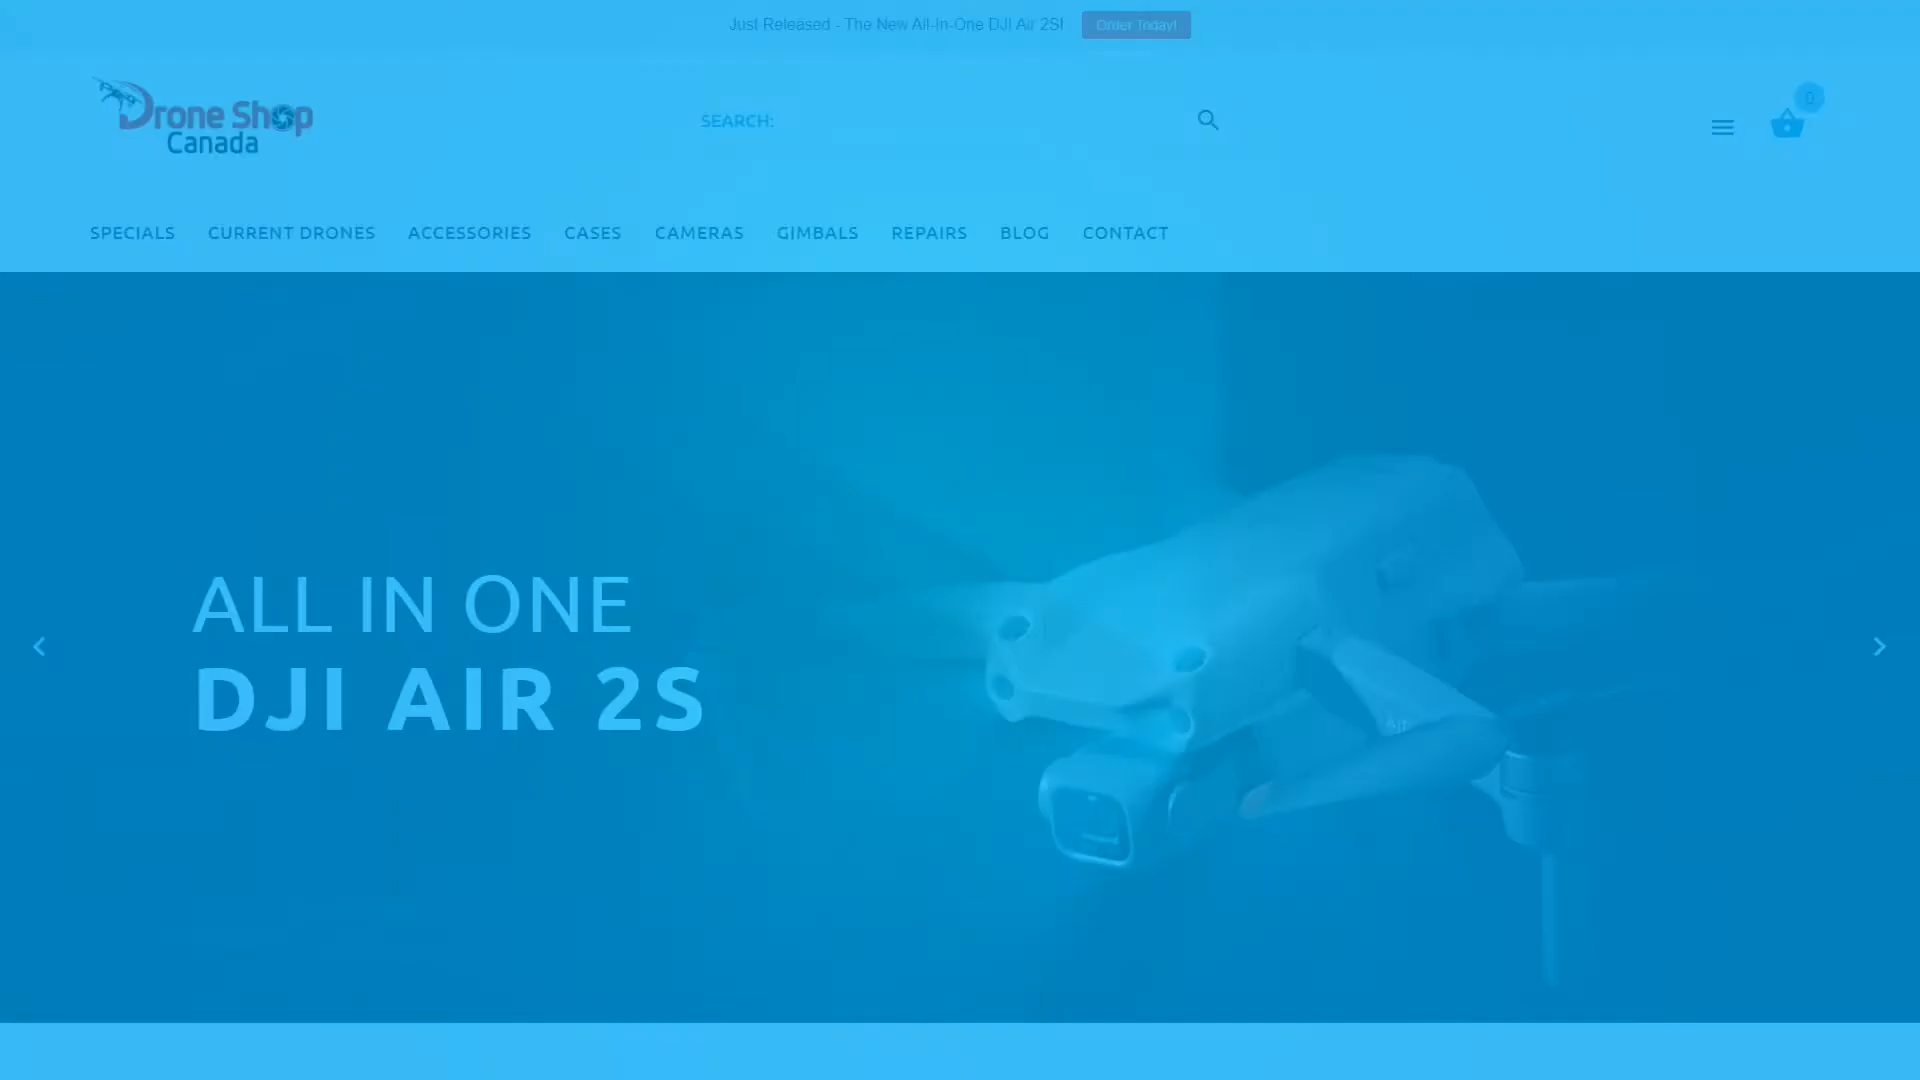 Just Released - The New All-In-One DJI Air 2S! Order Today!
Drone Shop
Canada
SEARCH:
0
SPECIALS CURRENT DRONES ACCESSORIES CASES CAMERAS GIMBALS REPAIRS BLOG CONTACT
ALL IN ONE
DJI AIR 2S
Air